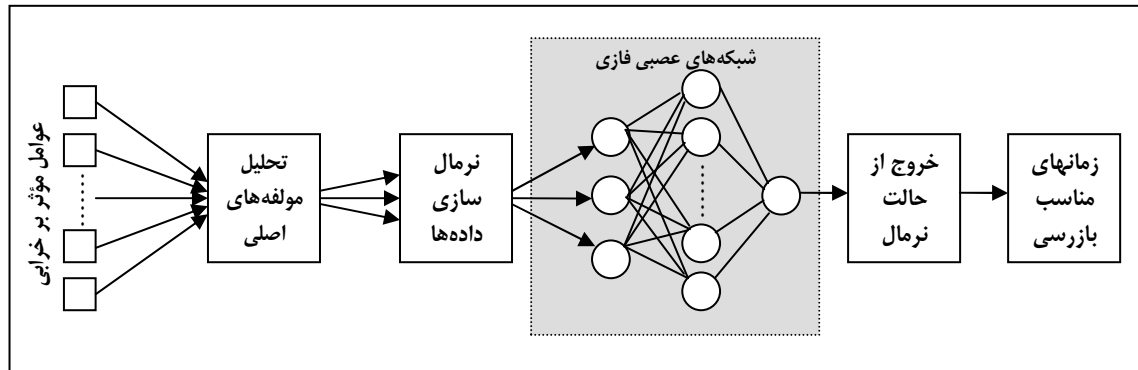 شبکه‌های عصبی فازی
عوامل مؤثر بر خرابی
تحلیل
مولفه‌های
اصلی
نرمال
سازی
داده‌ها
خروج از
حالت
نرمال
زمانهای
مناسب
بازرسی